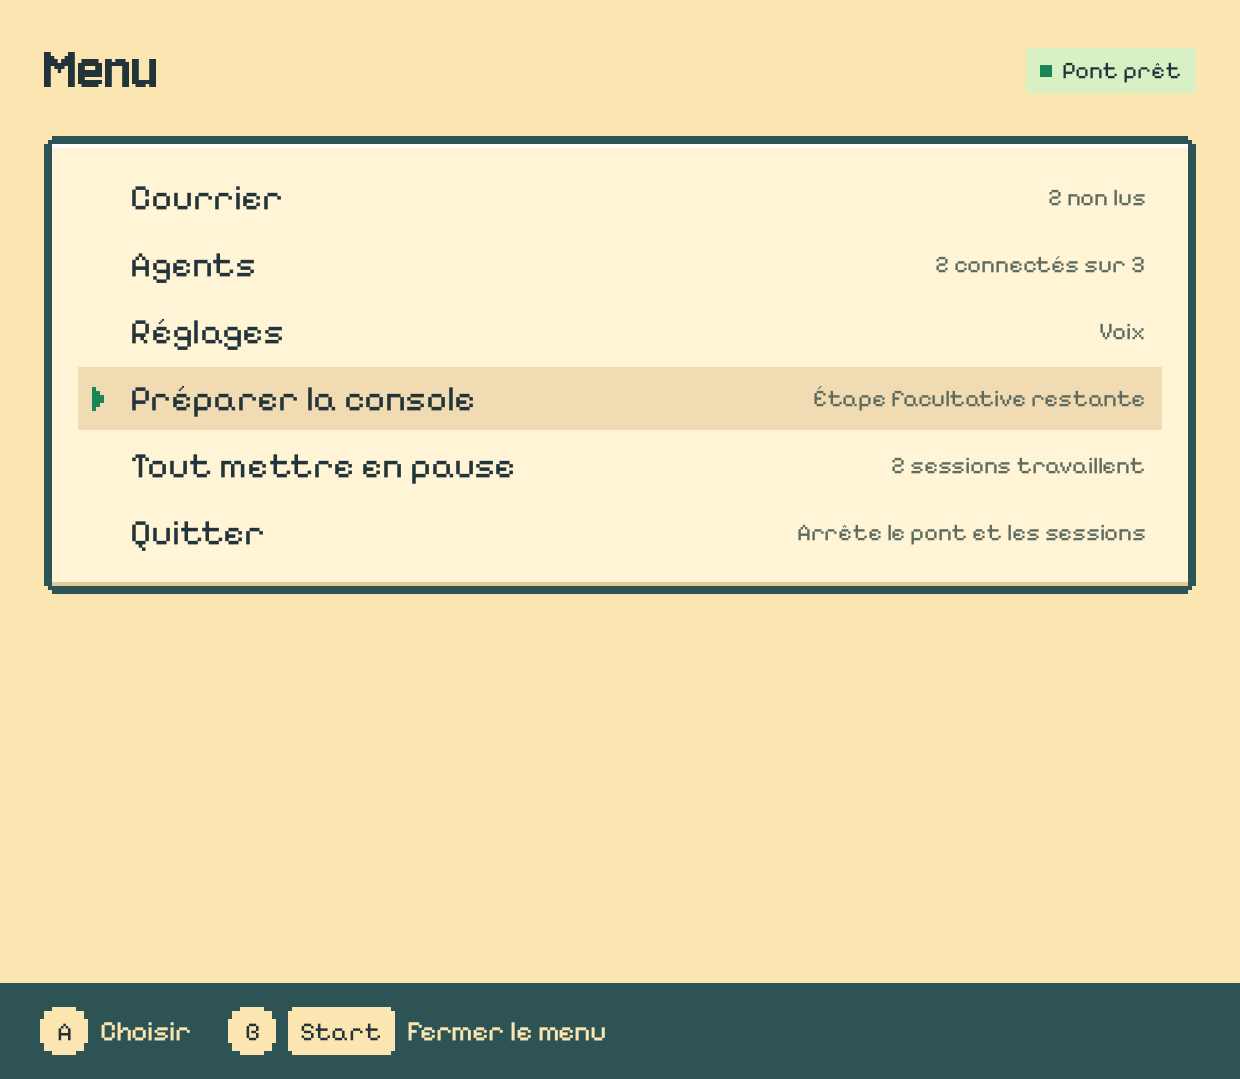 Menu
Pont prêt
Courrier
2 non lus
Agents
2 connectés sur 3
Réglages
Voix
Préparer la console
Étape facultative restante
Tout mettre en pause
2 sessions travaillent
Quitter
Arrête le pont et les sessions
A Choisir B Start Fermer le menu